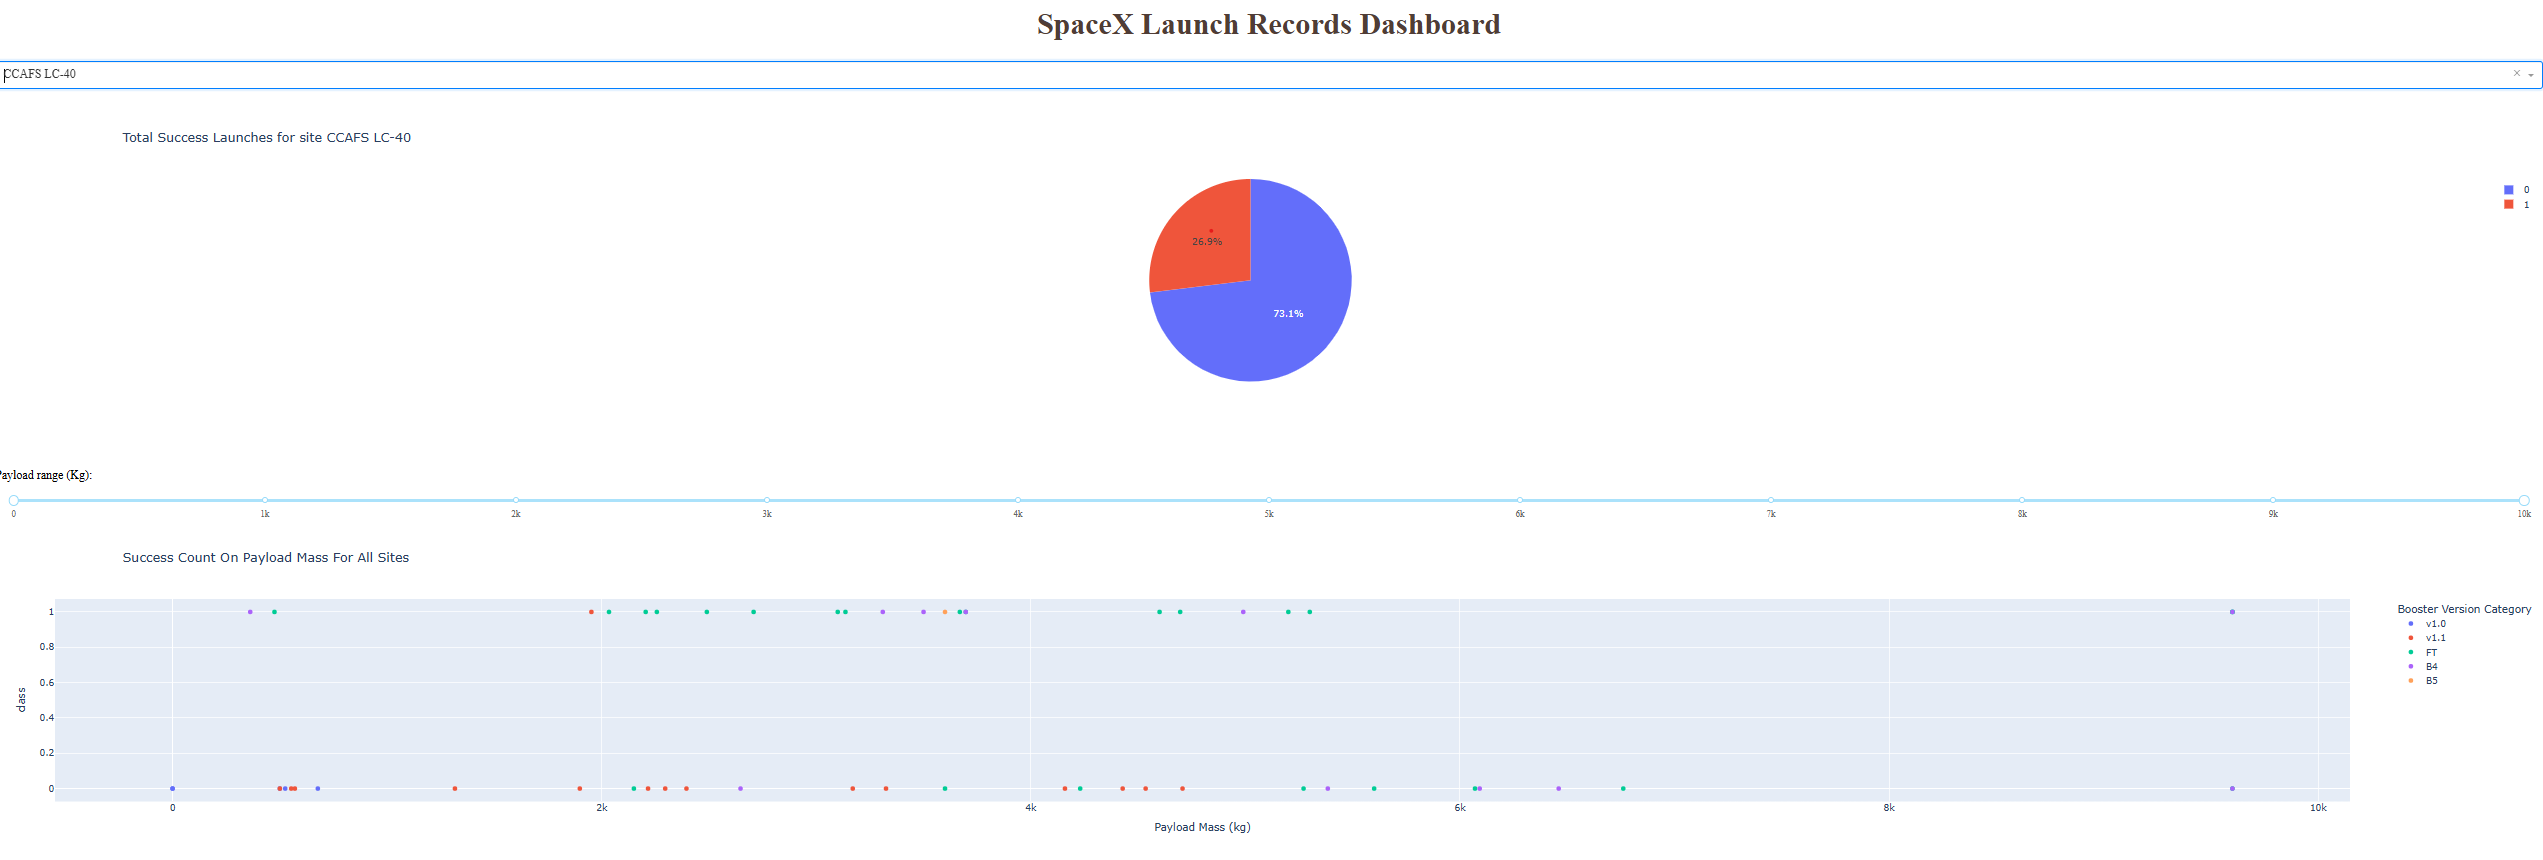 SpaceX Launch Records Dashboard
CCAFS LC-40
×
Total Success Launches for site CCAFS LC-40
0
1
26.9%
73.1%
Payload range (Kg):
0 1k 2k 3k 4k 5k 6k 7k 8k 9k 10k
Success Count On Payload Mass For All Sites
Booster Version Category
v1.0
v1.1
FT
B4
B5
1
0.8
0.6
0.4
0.2
0
class
0 2k 4k 6k 8k 10k
Payload Mass (kg)